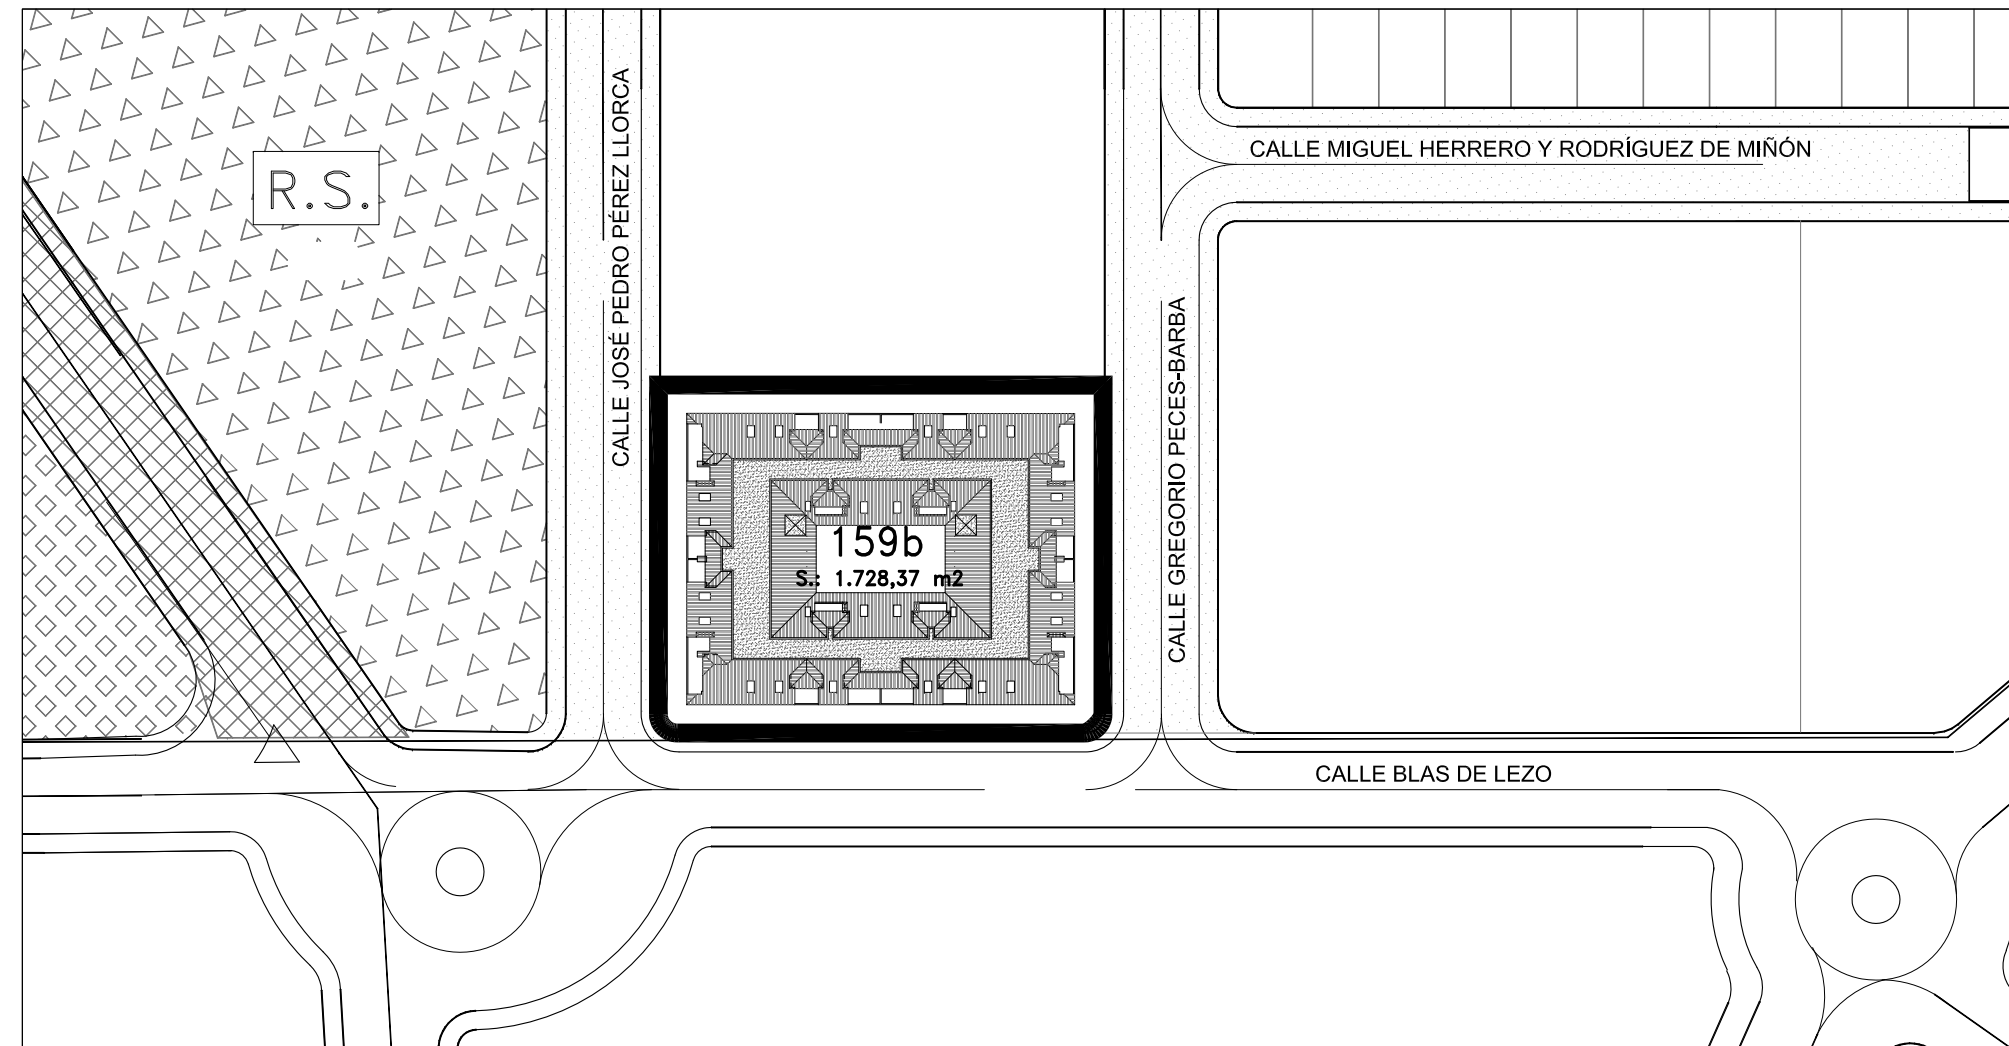 CALLE JOSÉ PEDRO PÉREZ LLORCA
CALLE MIGUEL HERRERO Y RODRÍGUEZ DE MIÑÓN
R.S.
CALLE GREGORIO PECES-BARBA
159b
S.: 1.728,37 m2
CALLE BLAS DE LEZO